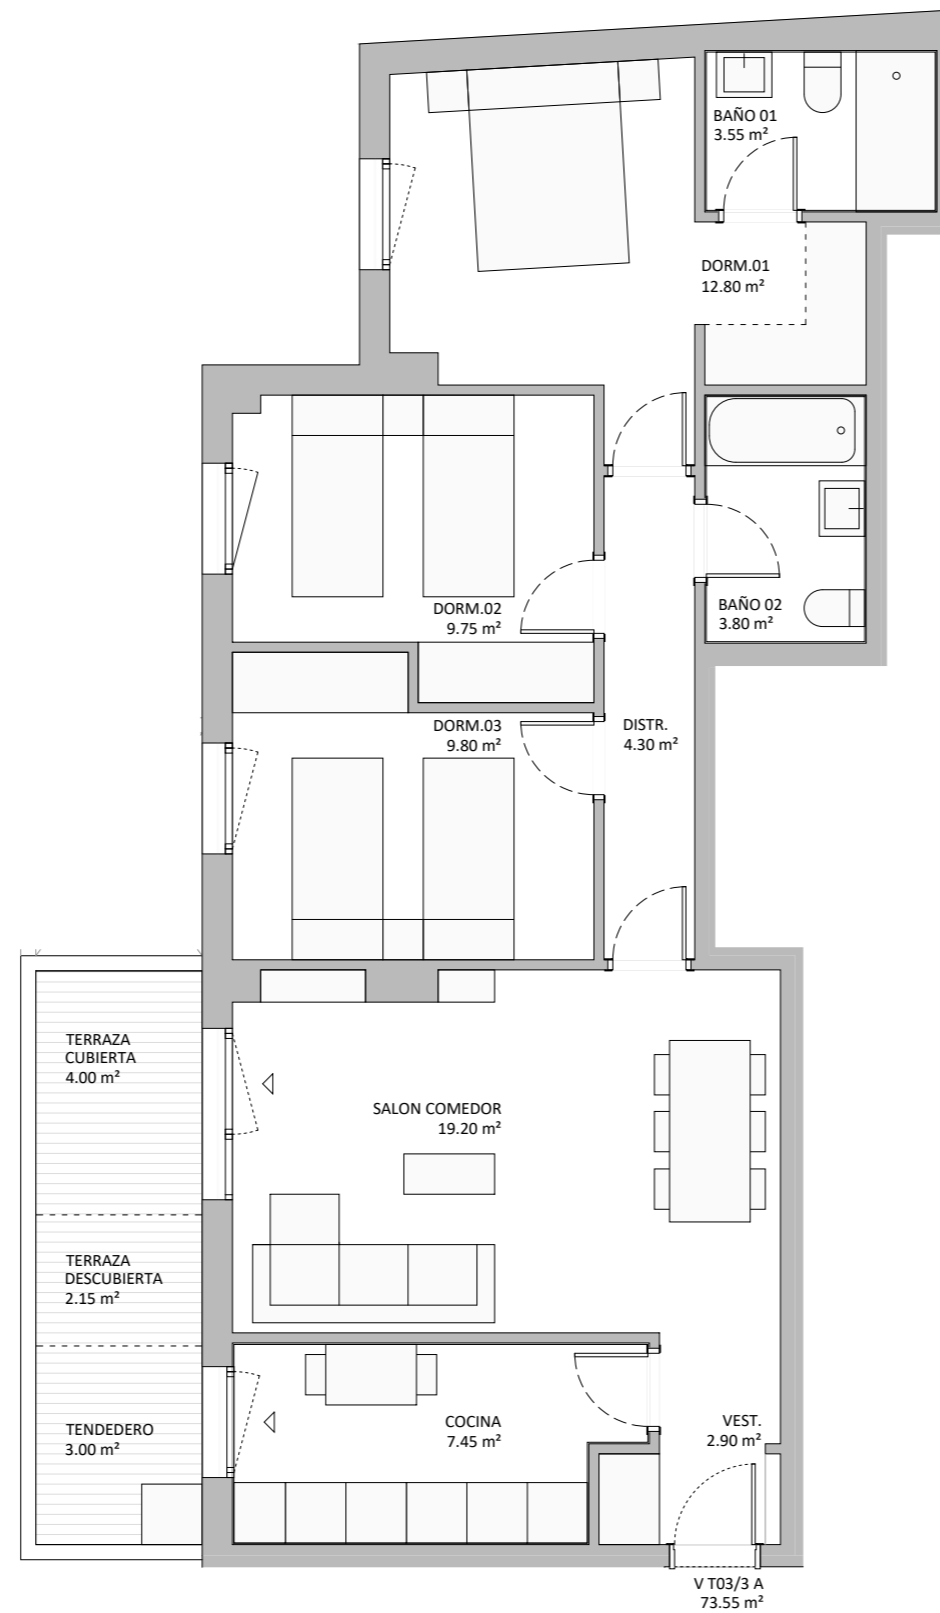 BAÑO 01
3.55 m²
DORM.01
12.80 m²
DORM.02
9.75 m²
BAÑO 02
3.80 m²
DORM.03
9.80 m²
DISTR.
4.30 m²
TERRAZA
CUBIERTA
4.00 m²
SALON COMEDOR
19.20 m²
TERRAZA
DESCUBIERTA
2.15 m²
TENDEDERO
3.00 m²
COCINA
7.45 m²
VEST.
2.90 m²
V T03/3 A
73.55 m²